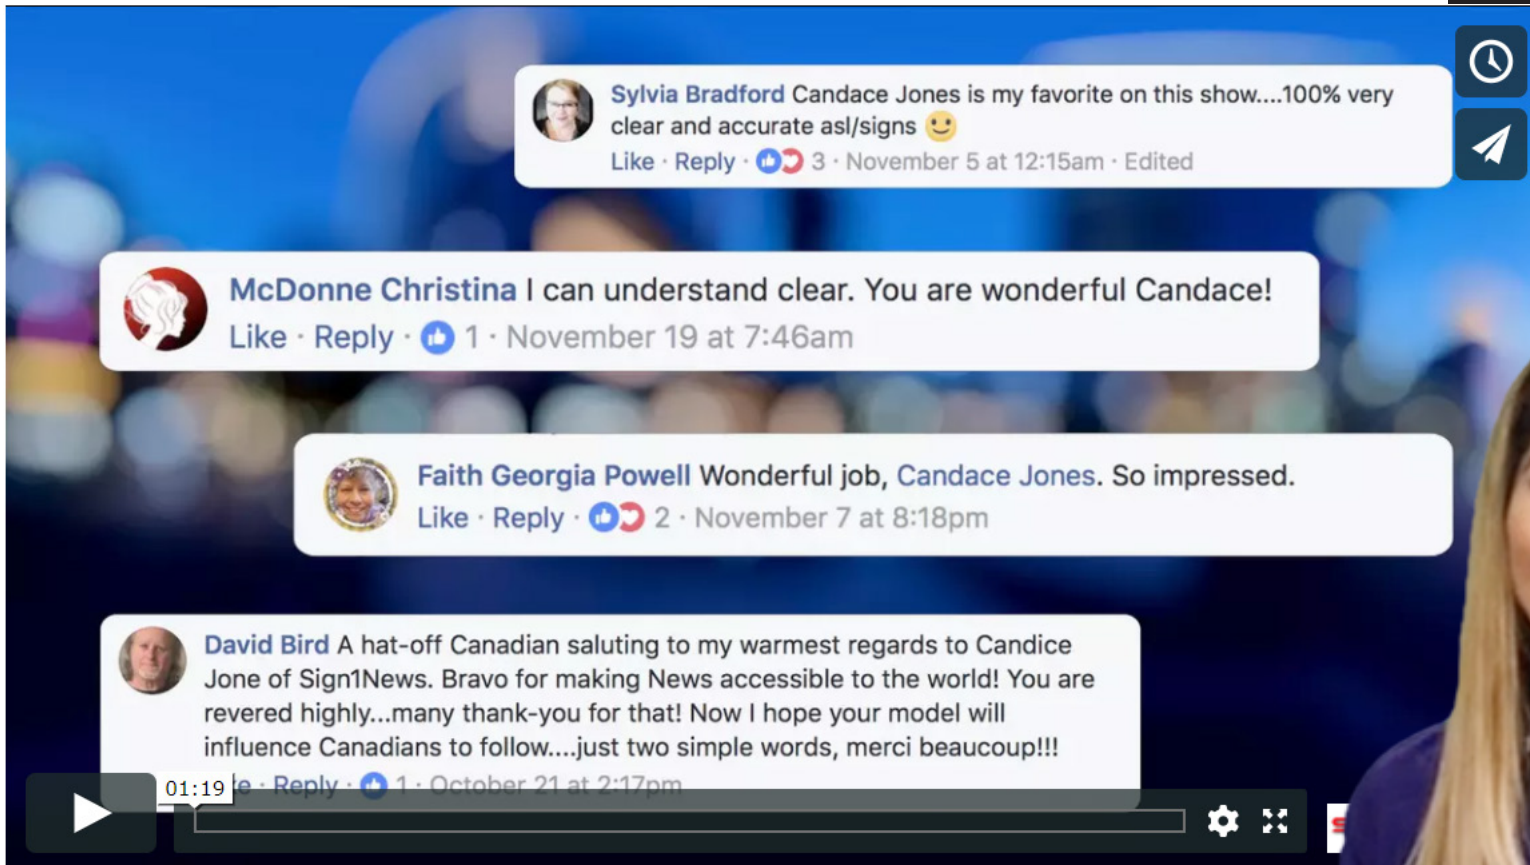 Sylvia Bradford Candace Jones is my favorite on this show....100% very
clear and accurate asl/signs 🙂
Like · Reply · 3 · November 5 at 12:15am · Edited
McDonne Christina I can understand clear. You are wonderful Candace!
Like · Reply · 1 · November 19 at 7:46am
Faith Georgia Powell Wonderful job, Candace Jones. So impressed.
Like · Reply · 2 · November 7 at 8:18pm
David Bird A hat-off Canadian saluting to my warmest regards to Candice
Jone of Sign1News. Bravo for making News accessible to the world! You are
revered highly...many thank-you for that! Now I hope your model will
influence Canadians to follow....just two simple words, merci beaucoup!!!
Reply · 1 · October 21 at 2:17pm
01:19